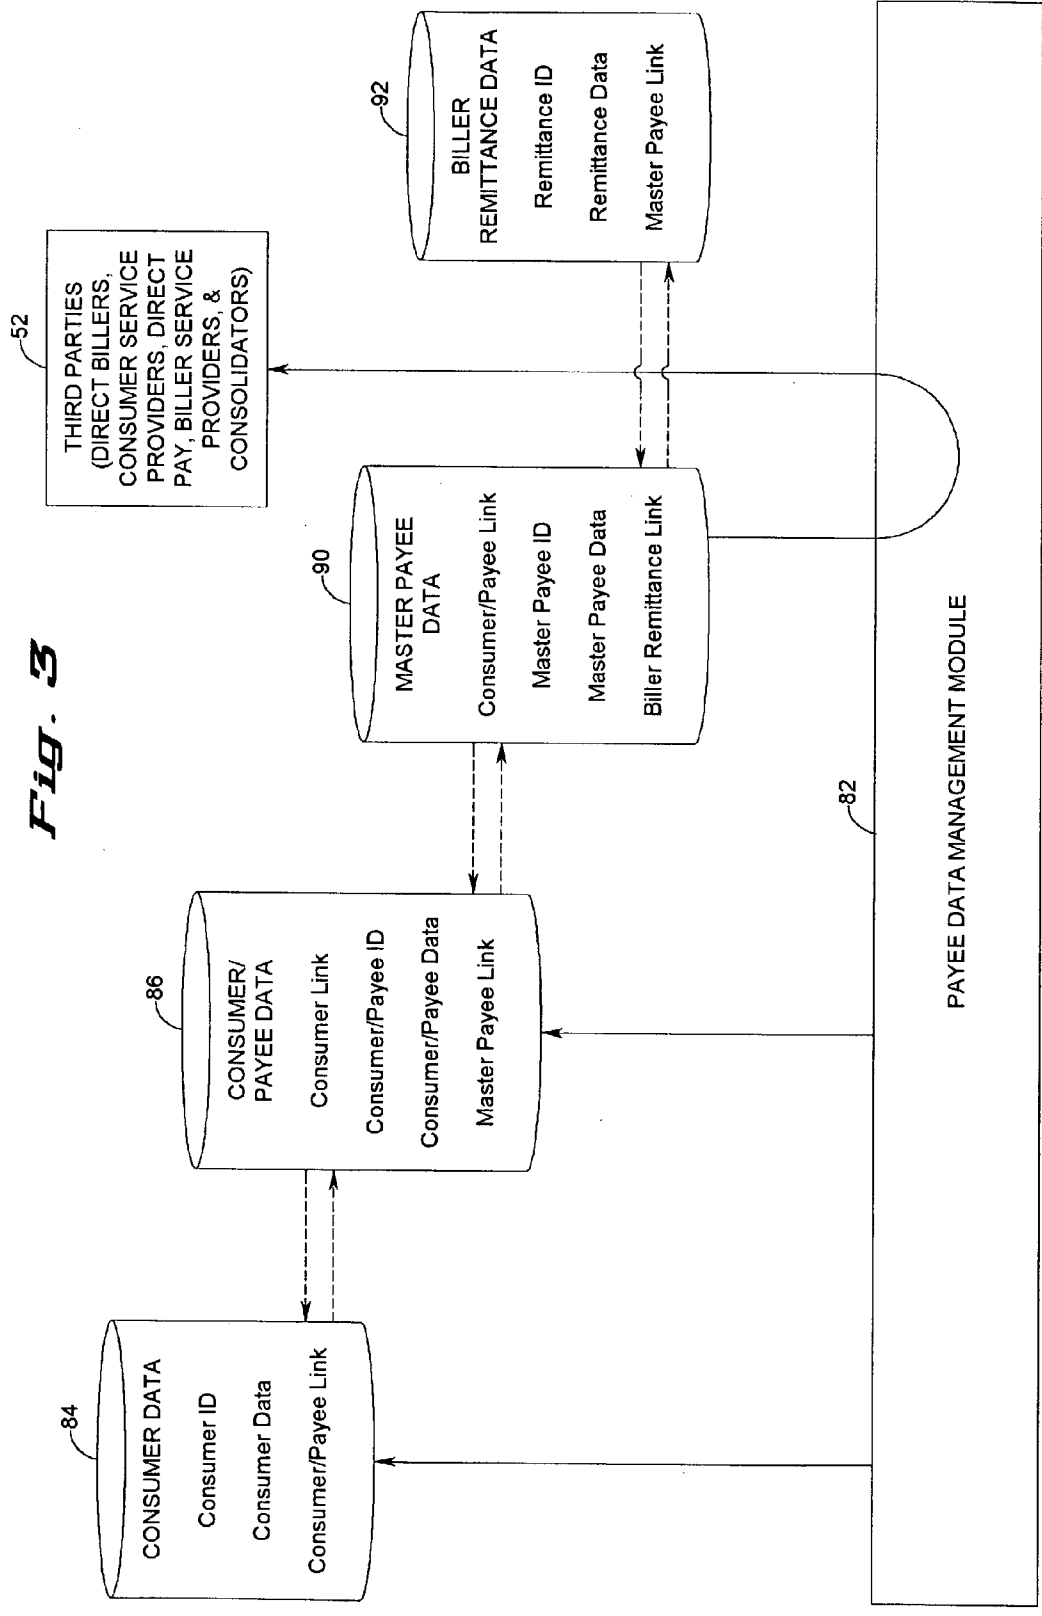 Fig. 3
52
THIRD PARTIES
(DIRECT BILLERS,
CONSUMER SERVICE
PROVIDERS, DIRECT
PAY, BILLER SERVICE
PROVIDERS, &
CONSOLIDATORS)
84
CONSUMER DATA
Consumer ID
Consumer Data
Consumer/Payee Link
86
CONSUMER/
PAYEE DATA
Consumer Link
Consumer/Payee ID
Consumer/Payee Data
Master Payee Link
90
MASTER PAYEE
DATA
Consumer/Payee Link
Master Payee ID
Master Payee Data
Biller Remittance Link
92
BILLER
REMITTANCE DATA
Remittance ID
Remittance Data
Master Payee Link
82
PAYEE DATA MANAGEMENT MODULE